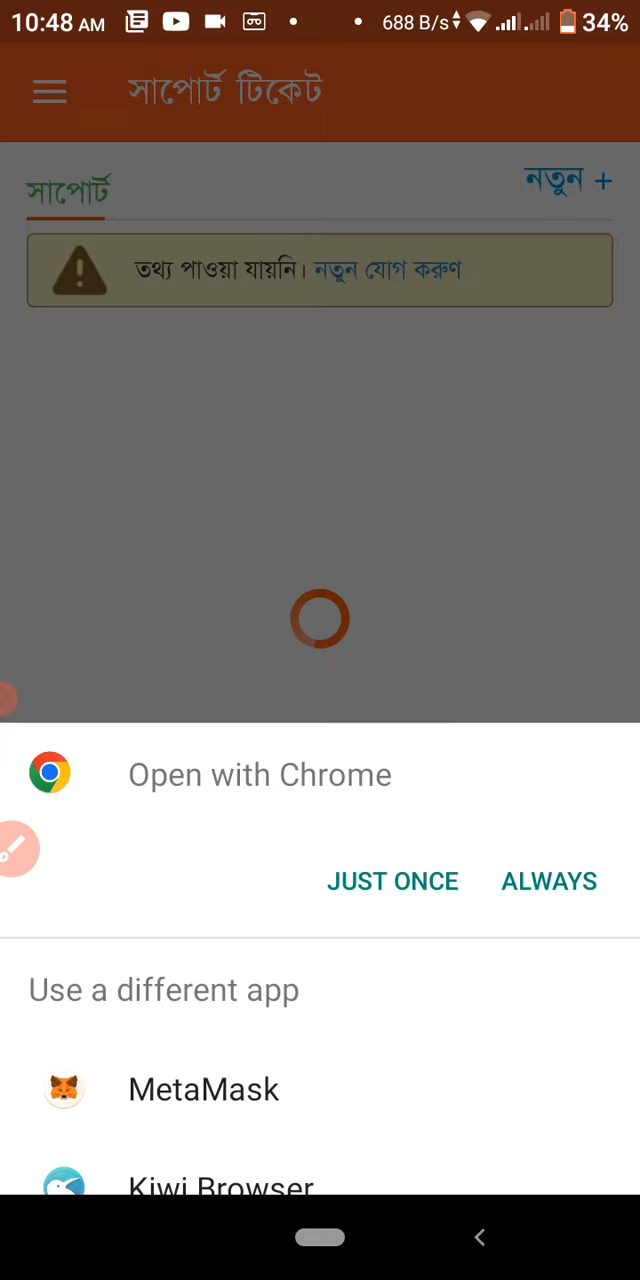 10:48 AM 688 B/s 34%
সাপোর্ট টিকেট
সাপোর্ট
নতুন +
তথ্য পাওয়া যায়নি। নতুন যোগ করুণ
Open with Chrome
JUST ONCE ALWAYS
Use a different app
MetaMask
Kiwi Browser